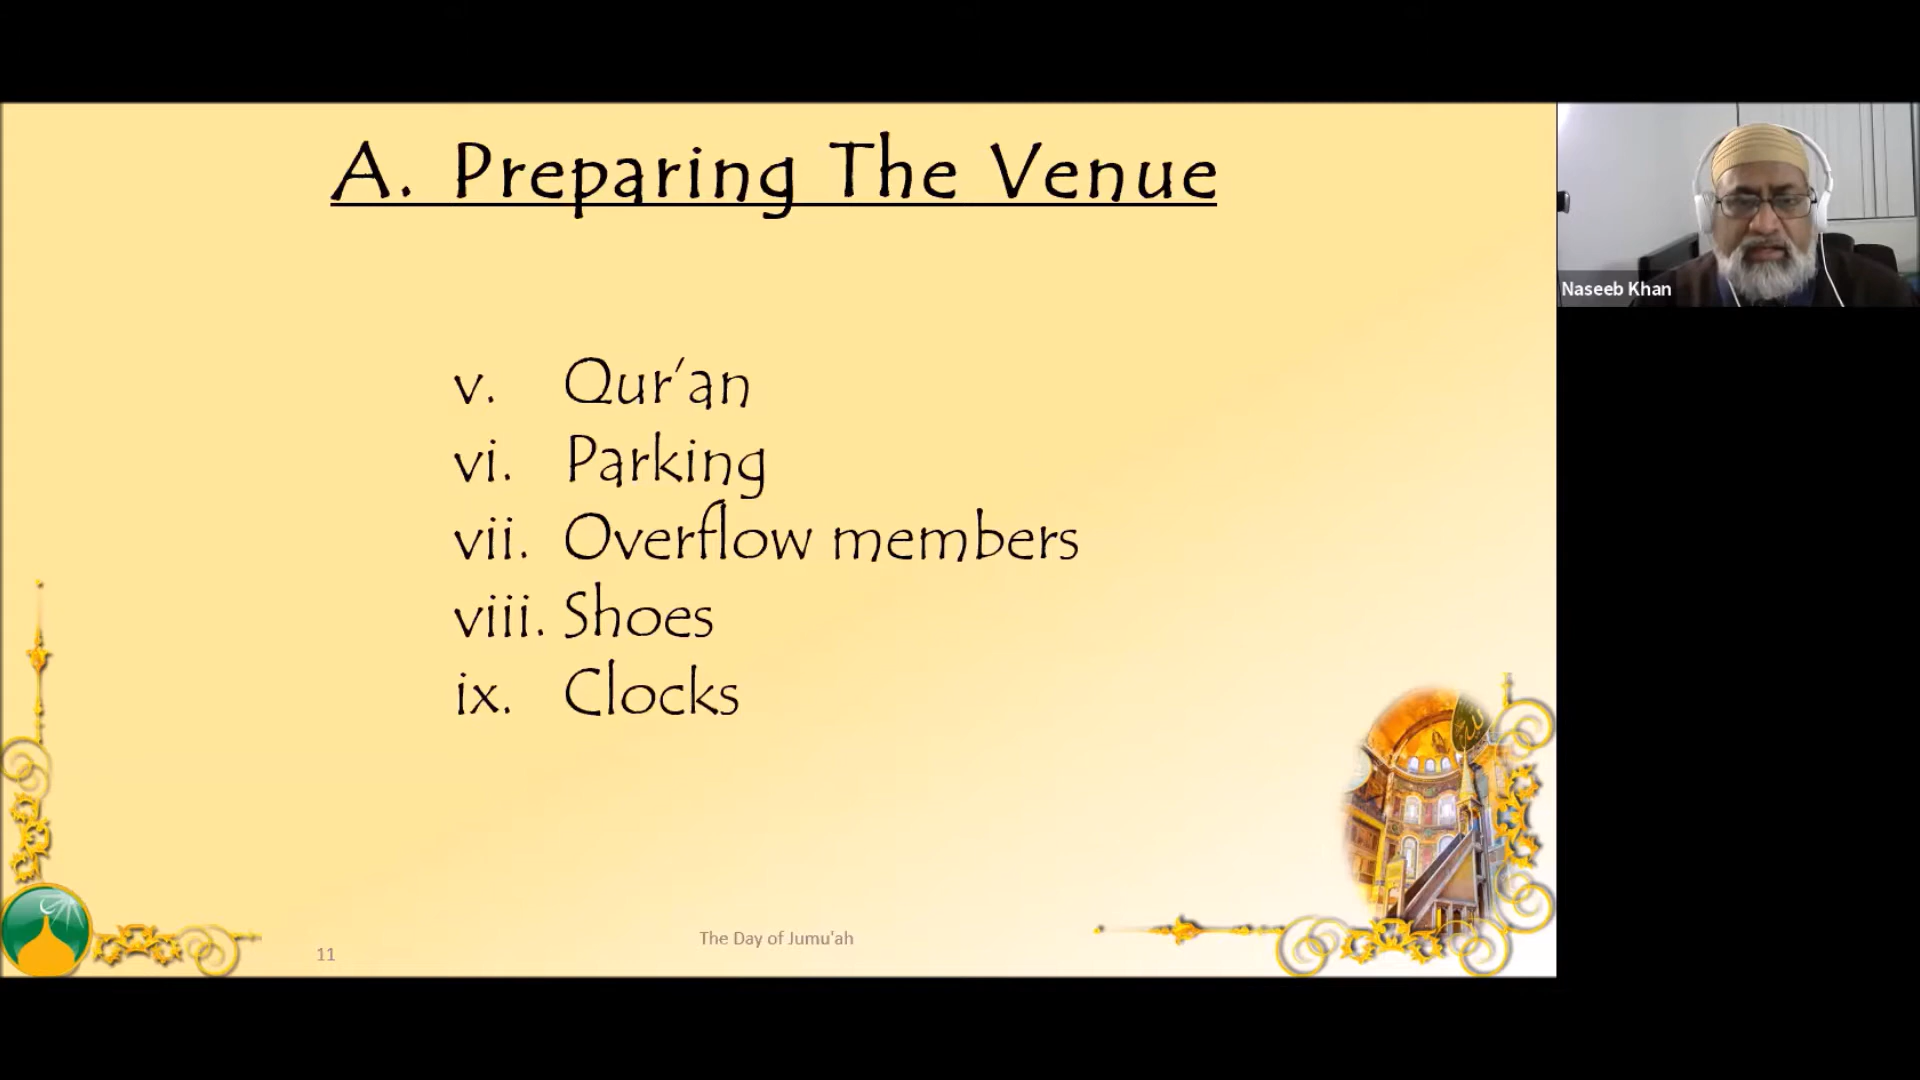 A. Preparing The Venue
v. Qur'an
vi. Parking
vii. Overflow members
viii. Shoes
ix. Clocks
The Day of Jumu'ah
11
Naseeb Khan